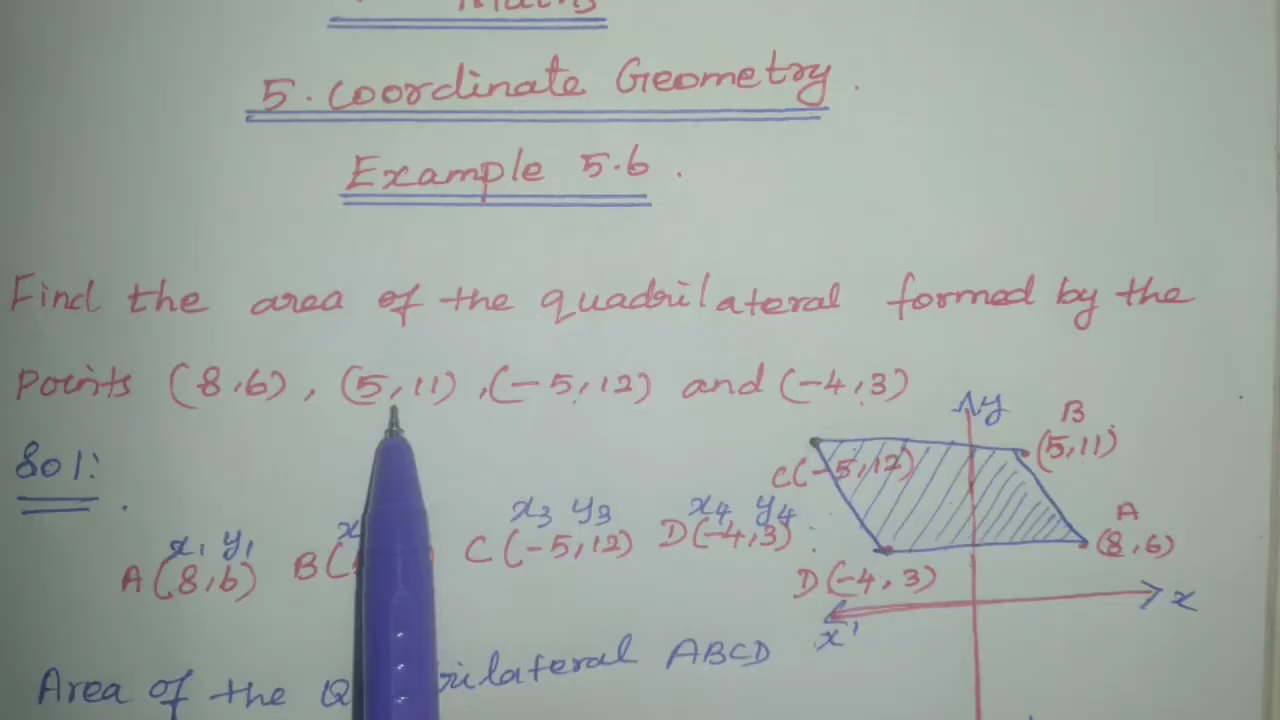 Maths
5. Coordinate Geometry.
Example 5.6.
Find the area of the quadrilateral formed by the
points (8,6), (5,11), (-5,12) and (-4,3)
Sol:
y
B
(5,11)
C(-5,12)
A
(8,6)
D(-4,3)
x
x'
x1 y1 x x3 y3 x4 y4
A(8,6) B( C(-5,12) D(-4,3)
Area of the Q rilateral ABCD